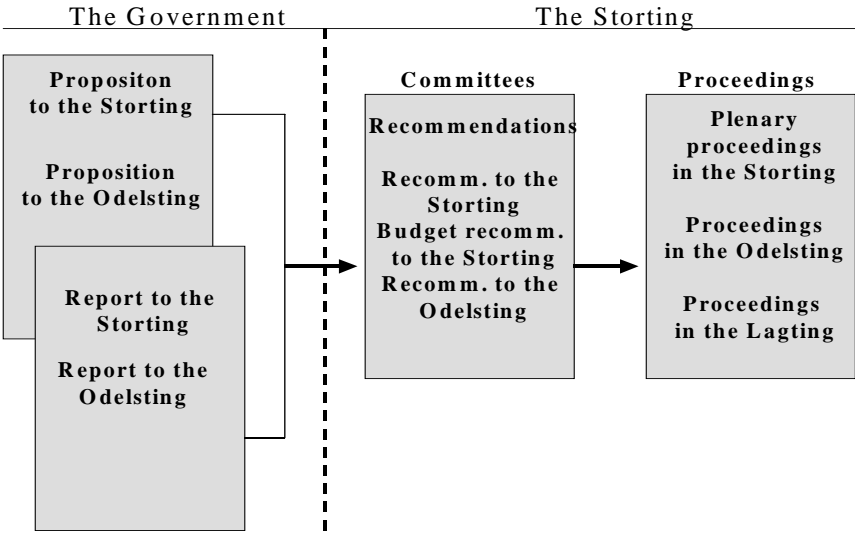 The Government
The Storting
Propositon
to the Storting
Proposition
to the Odelsting
Report to the
Storting
Report to the
Odelsting
Committees
Recommendations
Recomm. to the
Storting
Budget recomm.
to the Storting
Recomm. to the
Odelsting
Proceedings
Plenary
proceedings
in the Storting
Proceedings
in the Odelsting
Proceedings
in the Lagting